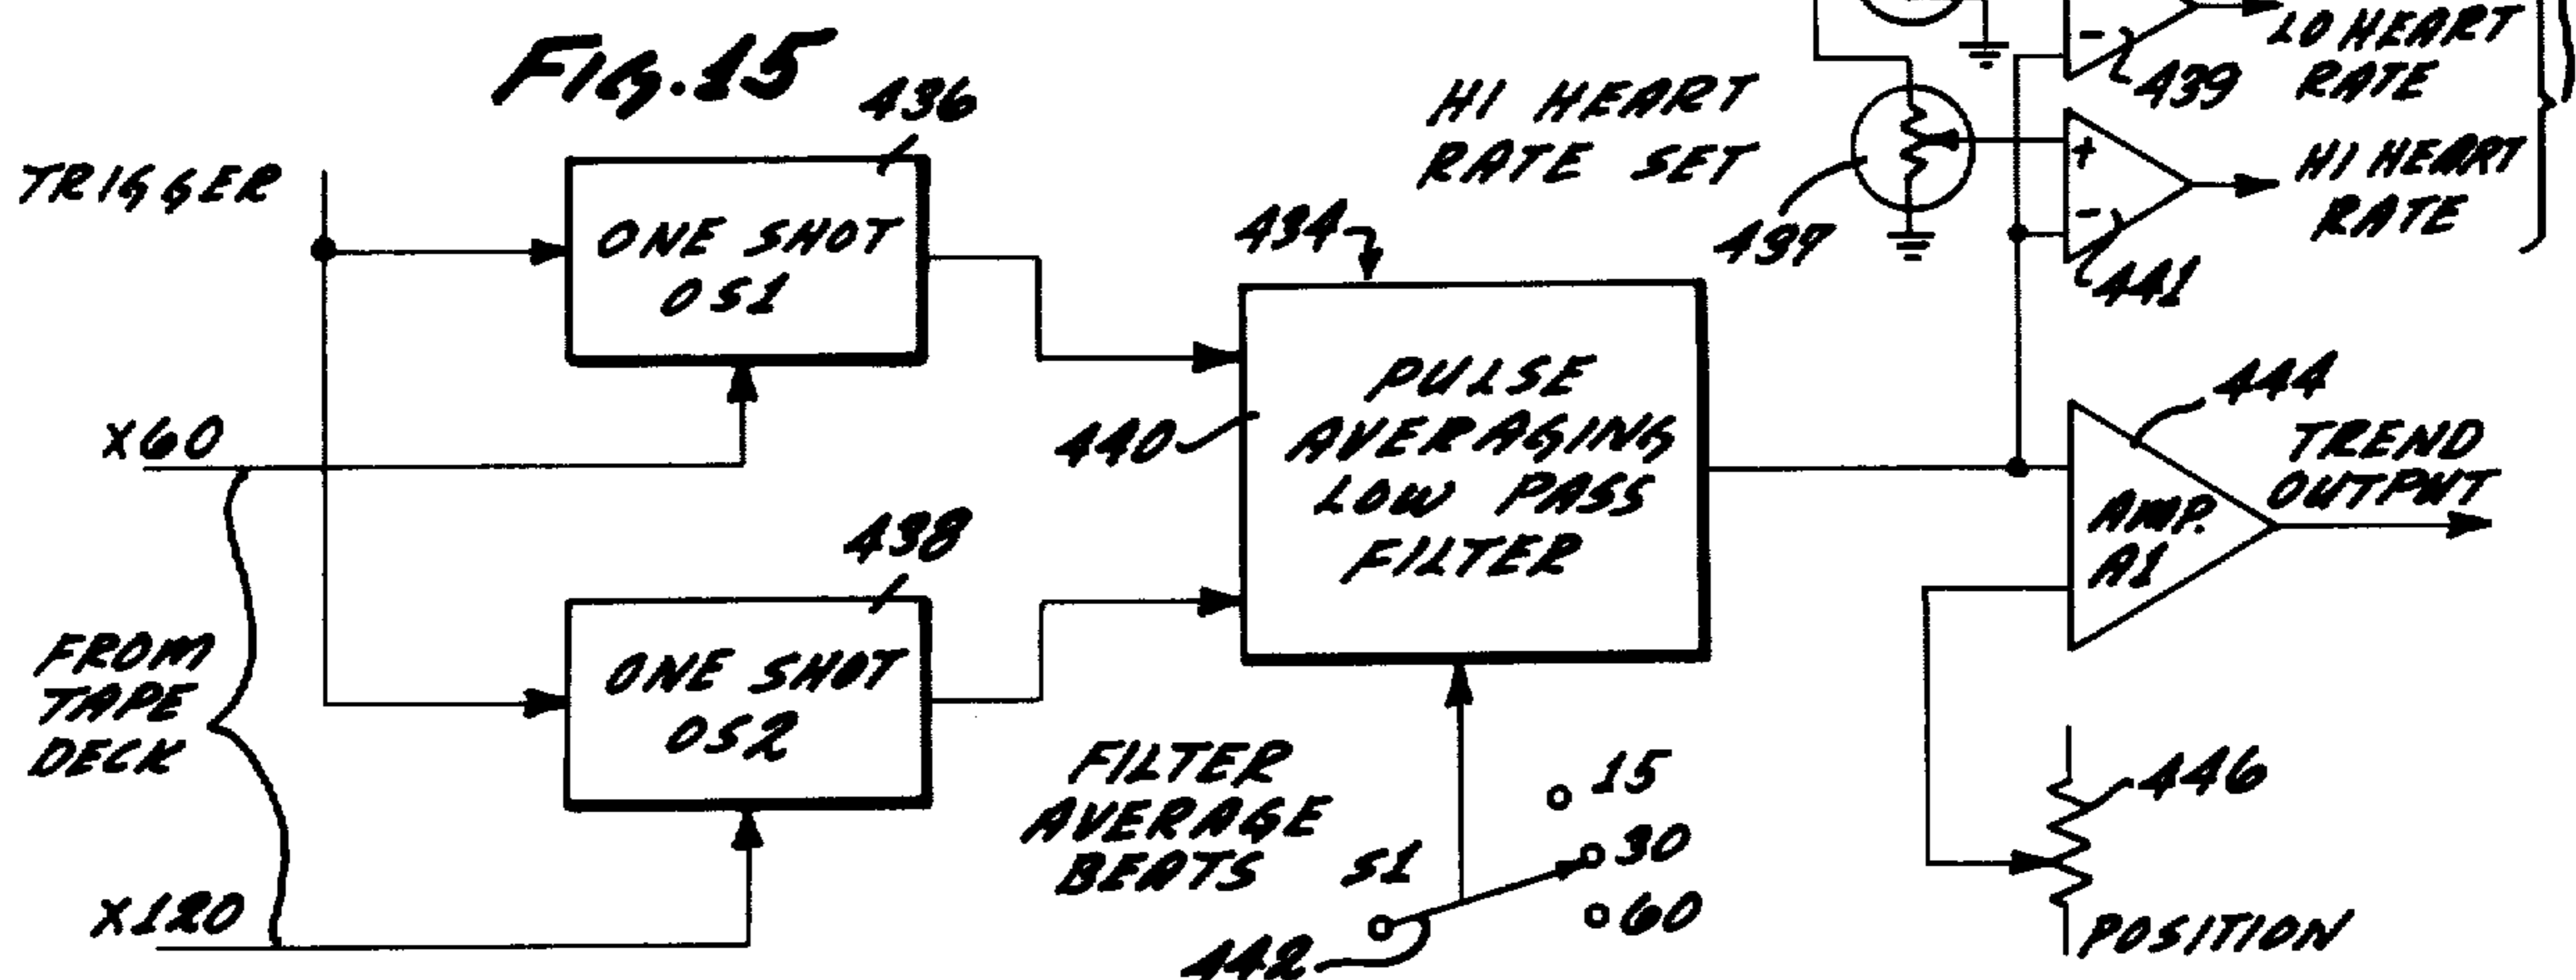 FIG. 15
436
TRIGGER
ONE SHOT
OS1
X60
438
FROM
TAPE
DECK
ONE SHOT
OS2
X120
434
440
PULSE
AVERAGING
LOW PASS
FILTER
FILTER
AVERAGE
BEATS
S1
15
30
60
442
HI HEART
RATE SET
437
-
439
LO HEART
RATE
+
-
441
HI HEART
RATE
444
AMP.
A1
TREND
OUTPUT
446
POSITION